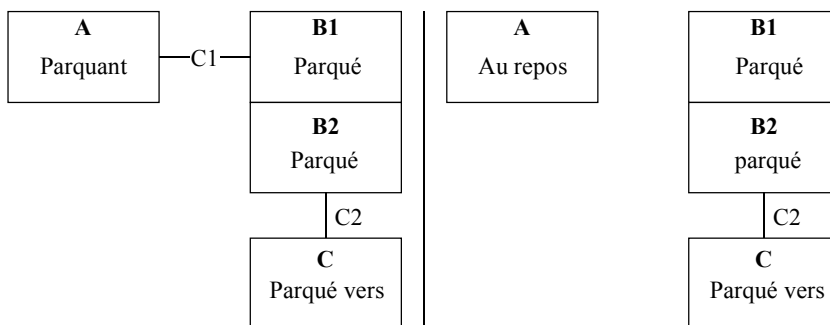 A
Parquant
C1
B1
Parqué
B2
Parqué
C2
C
Parqué vers
A
Au repos
B1
Parqué
B2
parqué
C2
C
Parqué vers